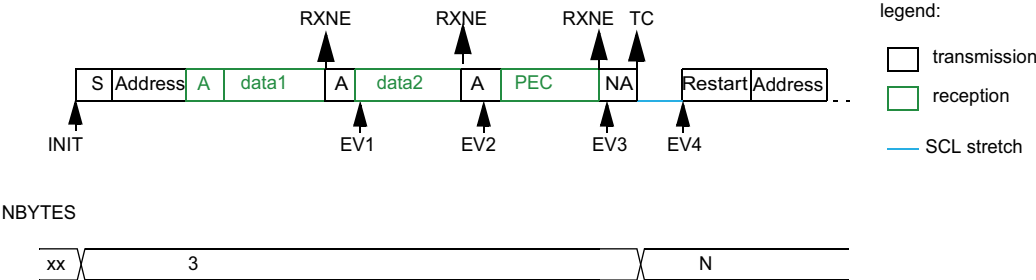 RXNE RXNE RXNE TC
legend:
S Address A data1 A data2 A PEC NA Restart Address
transmission
reception
SCL stretch
INIT EV1 EV2 EV3 EV4
NBYTES
xx 3 N